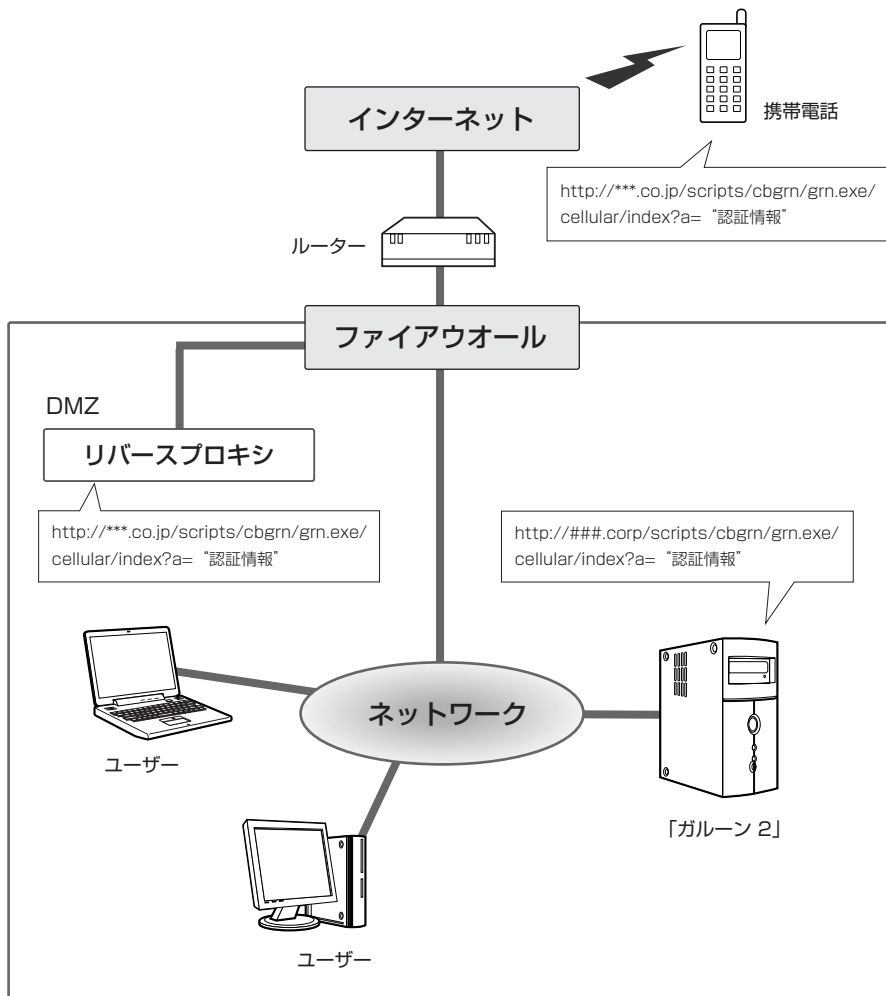 インターネット
携帯電話
http://***.co.jp/scripts/cbgrn/grn.exe/
cellular/index?a= “認証情報”
ルーター
ファイアウオール
DMZ
リバースプロキシ
http://***.co.jp/scripts/cbgrn/grn.exe/
cellular/index?a= “認証情報”
http://###.corp/scripts/cbgrn/grn.exe/
cellular/index?a= “認証情報”
ネットワーク
ユーザー
「ガルーン 2」
ユーザー